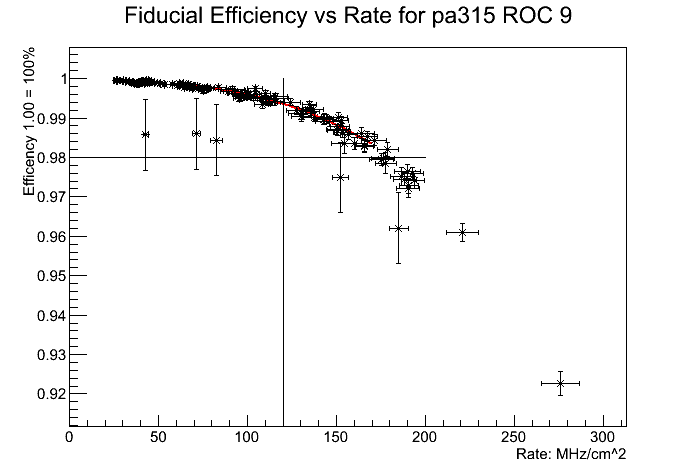 Fiducial Efficiency vs Rate for pa315 ROC 9
Efficency 1.00 = 100%
1
0.99
0.98
0.97
0.96
0.95
0.94
0.93
0.92
0 50 100 150 200 250 300
Rate: MHz/cm^2